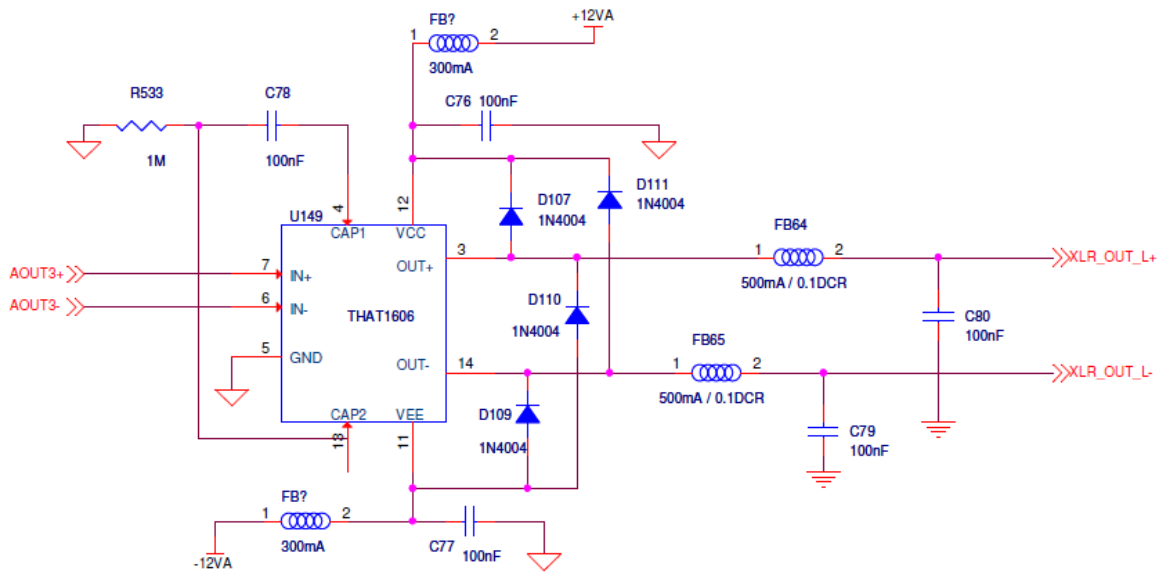 +12VA
FB?
1 2
300mA
R533
1M
C78
100nF
C76 100nF
D107
1N4004
D111
1N4004
4
12
U149
CAP1 VCC
FB64
3
1 2
OUT+
AOUT3+
7
IN+
XLR_OUT_L+
500mA / 0.1DCR
AOUT3-
6
IN-
D110
1N4004
THAT1606
C80
100nF
FB65
5
GND
OUT-
14
1 2
XLR_OUT_L-
500mA / 0.1DCR
CAP2 VEE
D109
1N4004
13
11
C79
100nF
FB?
1 2
300mA
-12VA
C77 100nF